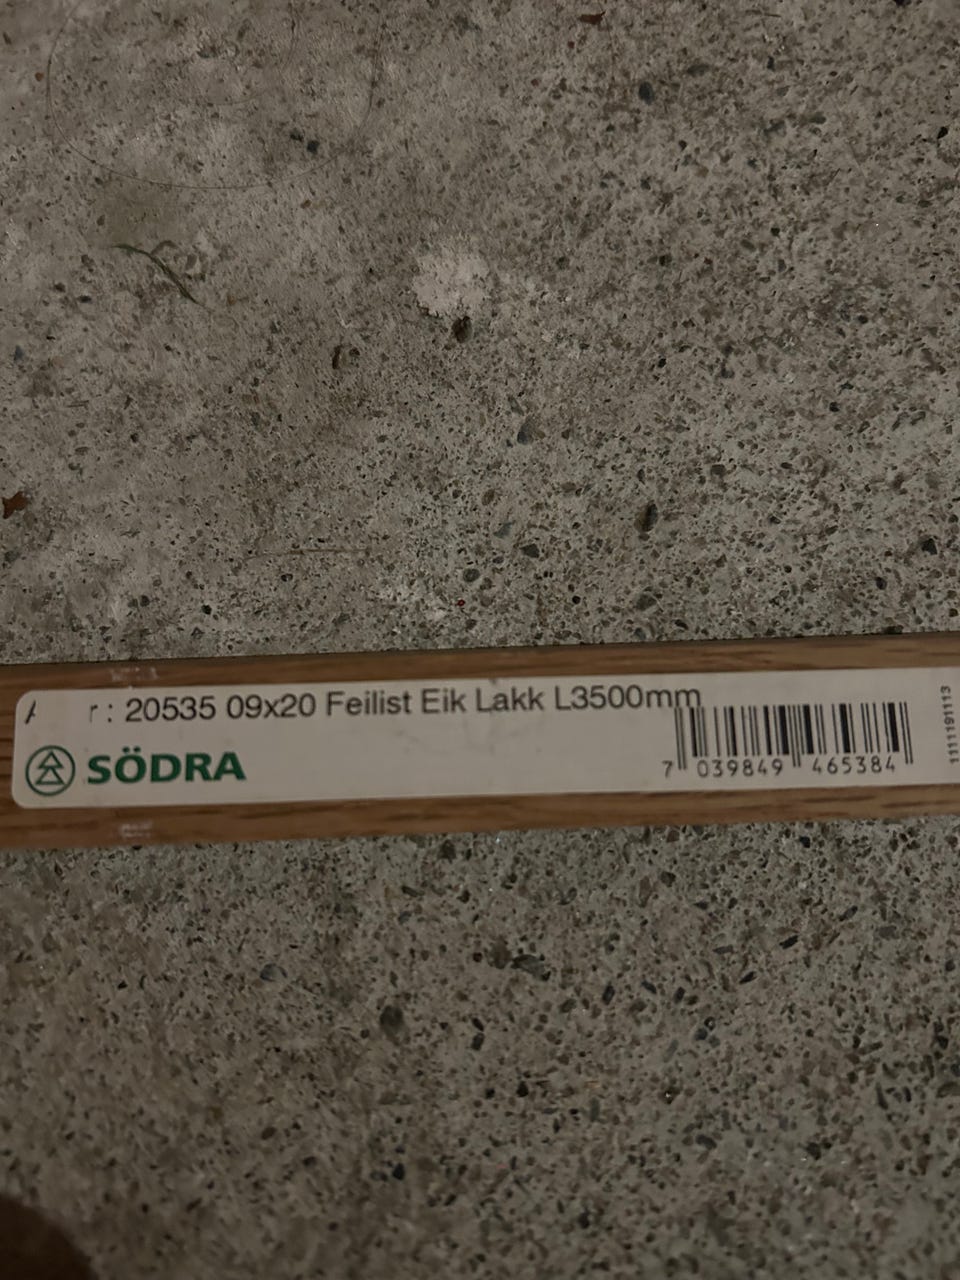 r: 20535 09x20 Feilist Eik Lakk L3500mm
SÖDRA
7 039849 465384
1111191113